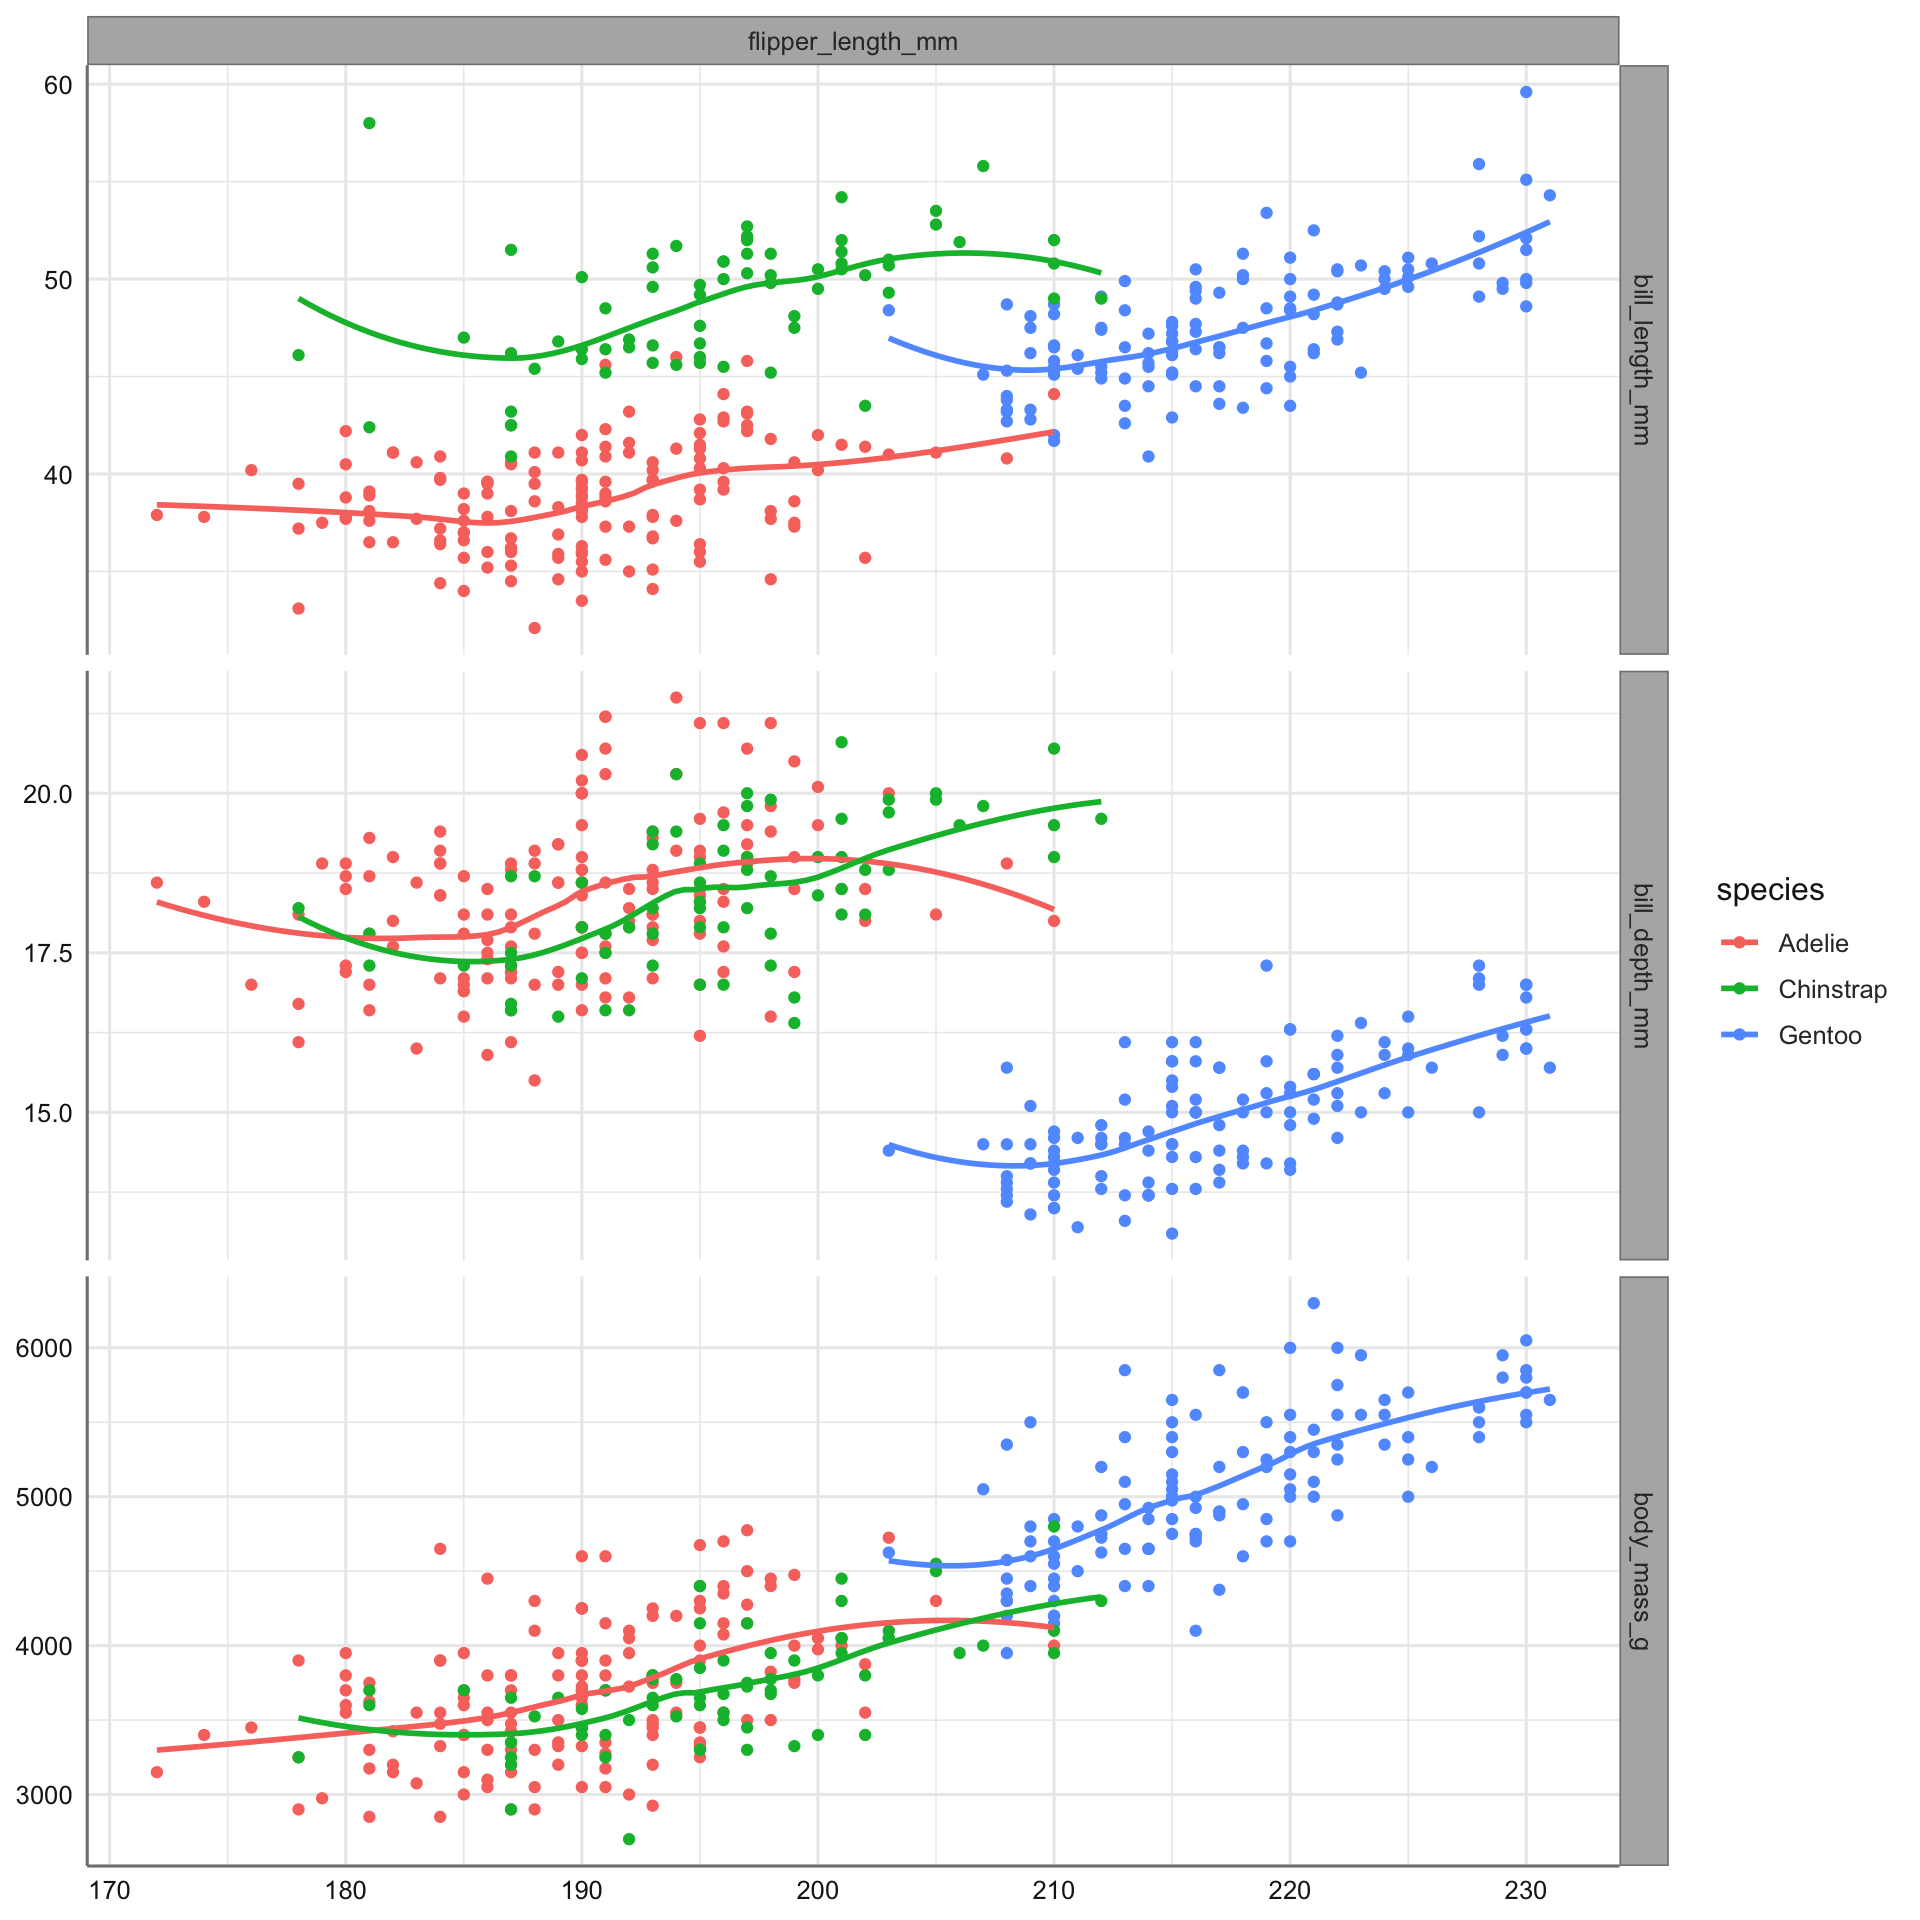 flipper_length_mm
60
50
40
bill_length_mm
20.0
17.5
15.0
bill_depth_mm
6000
5000
4000
3000
body_mass_g
170 180 190 200 210 220 230
species
Adelie
Chinstrap
Gentoo